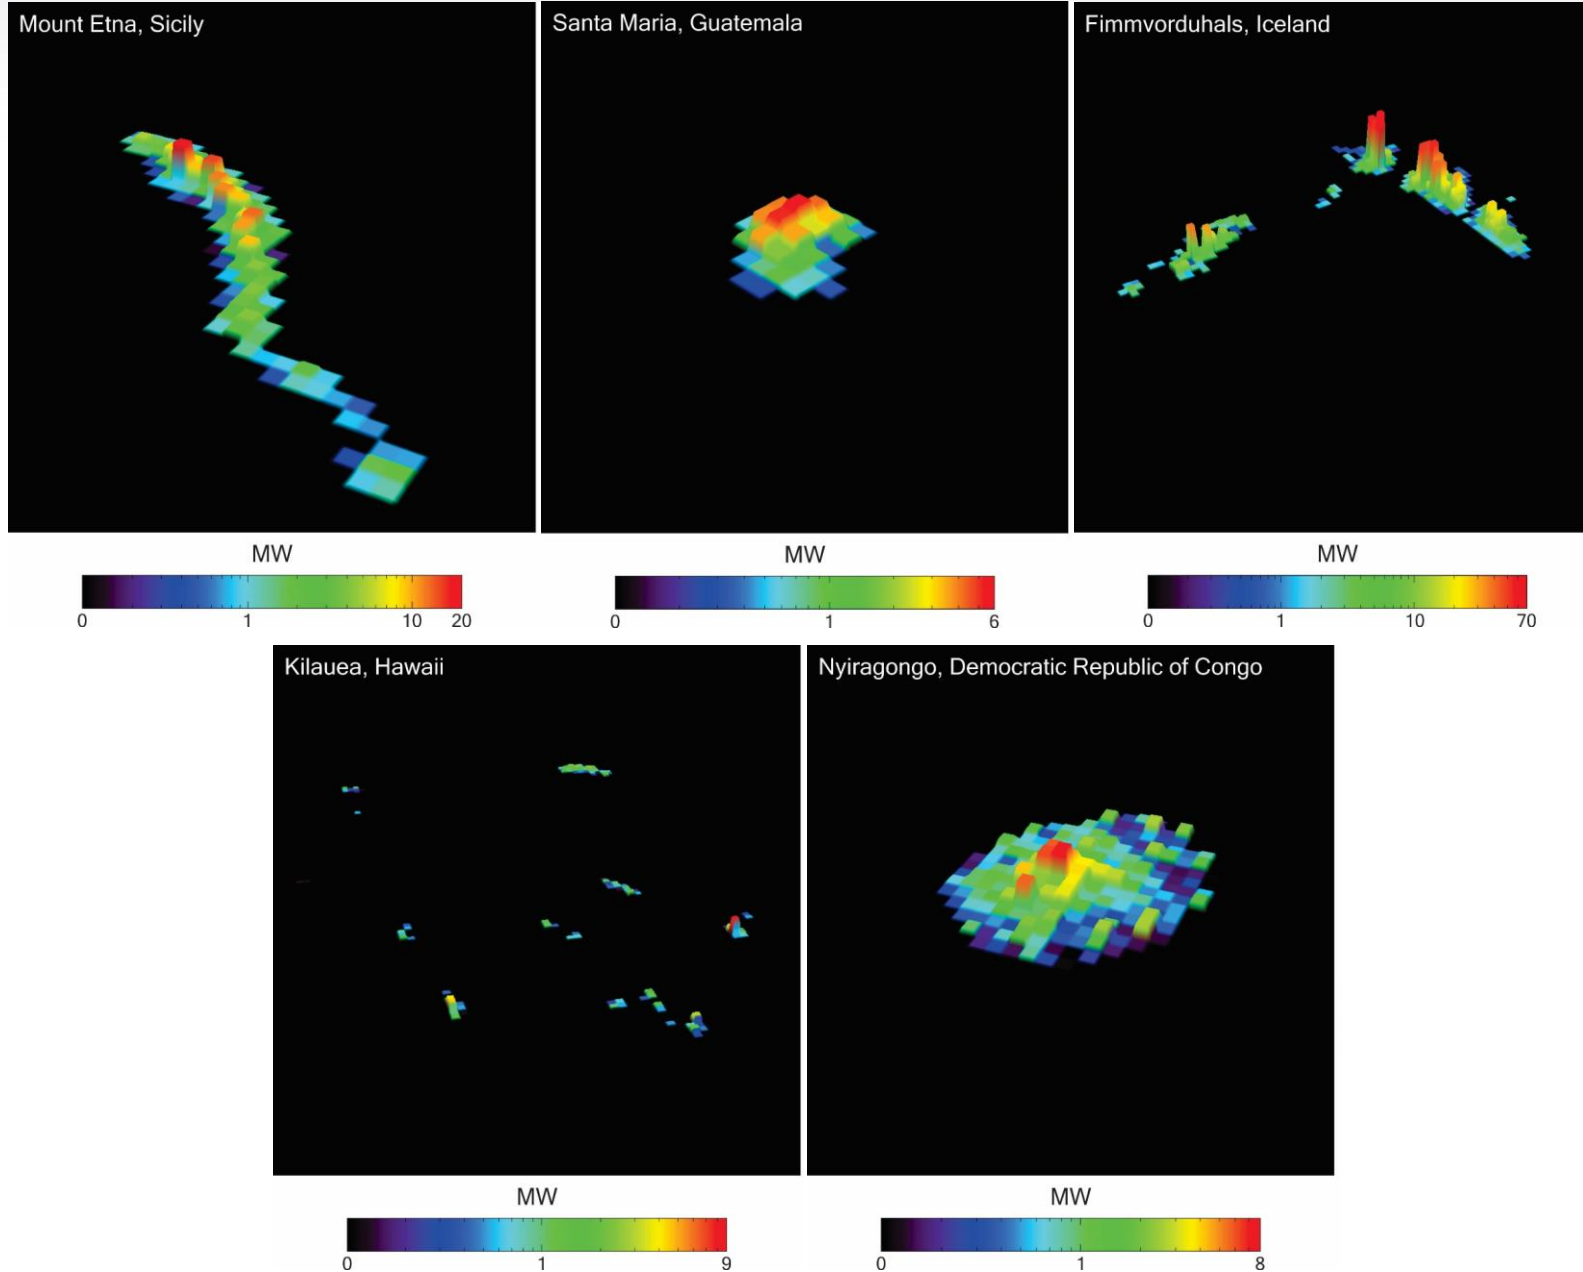 Mount Etna, Sicily
Santa Maria, Guatemala
Fimmvorduhals, Iceland
MW
0 1 10 20
MW
0 1 6
MW
0 1 10 70
Kilauea, Hawaii
Nyiragongo, Democratic Republic of Congo
MW
0 1 9
MW
0 1 8